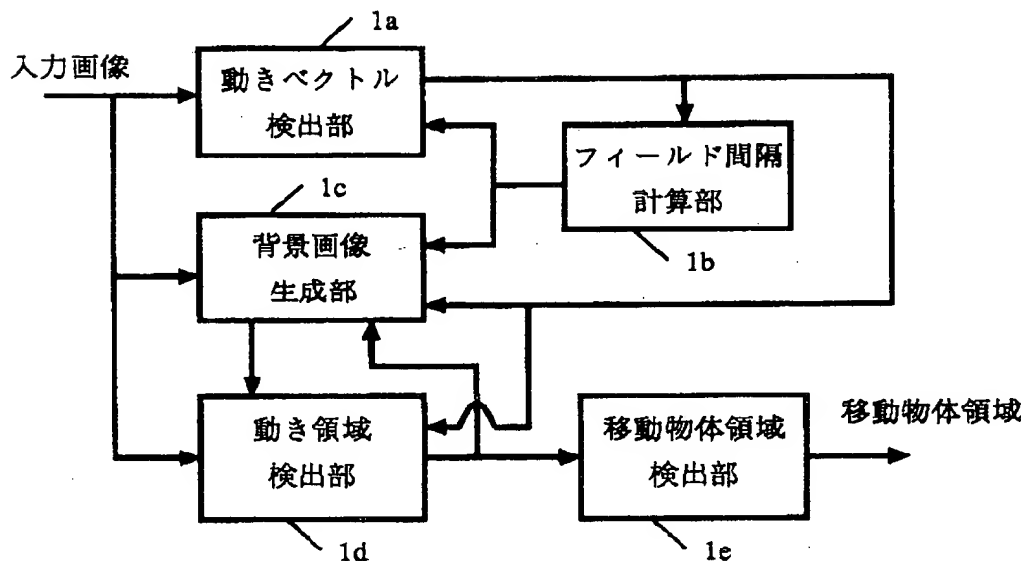 1a
入力画像
動きベクトル
検出部
フィールド間隔
計算部
1b
1c
背景画像
生成部
動き領域
検出部
1d
移動物体領域
検出部
1e
移動物体領域